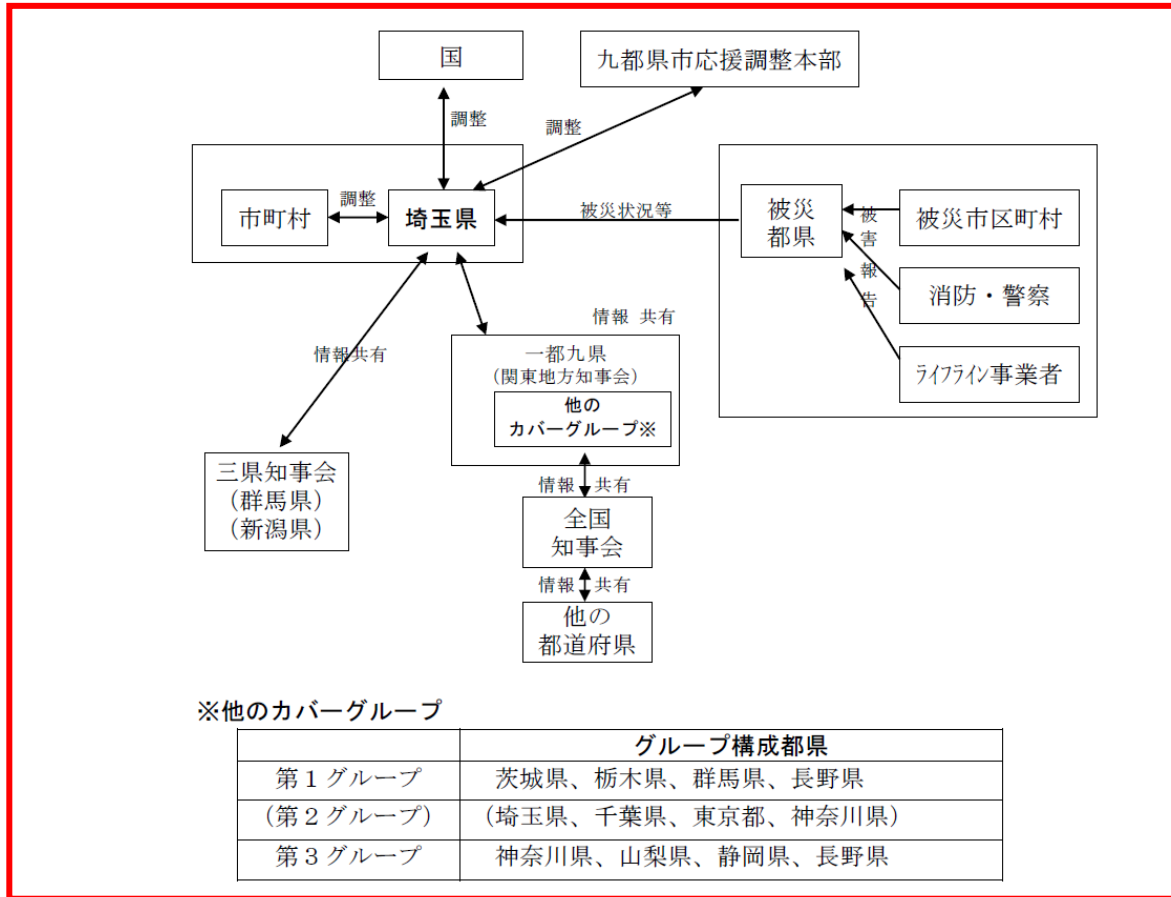 国
九都県市応援調整本部
調整
調整
市町村
調整
埼玉県
被災状況等
被災
都県
被害報告
被災市区町村
消防・警察
ﾗｲﾌﾗｲﾝ事業者
情報共有
情報 共有
一都九県
(関東地方知事会)
他の
カバーグループ※
三県知事会
(群馬県)
(新潟県)
情報 共有
全国
知事会
情報 共有
他の
都道府県
※他のカバーグループ
グループ構成都県
第１グループ 茨城県、栃木県、群馬県、長野県
(第２グループ) (埼玉県、千葉県、東京都、神奈川県)
第３グループ 神奈川県、山梨県、静岡県、長野県